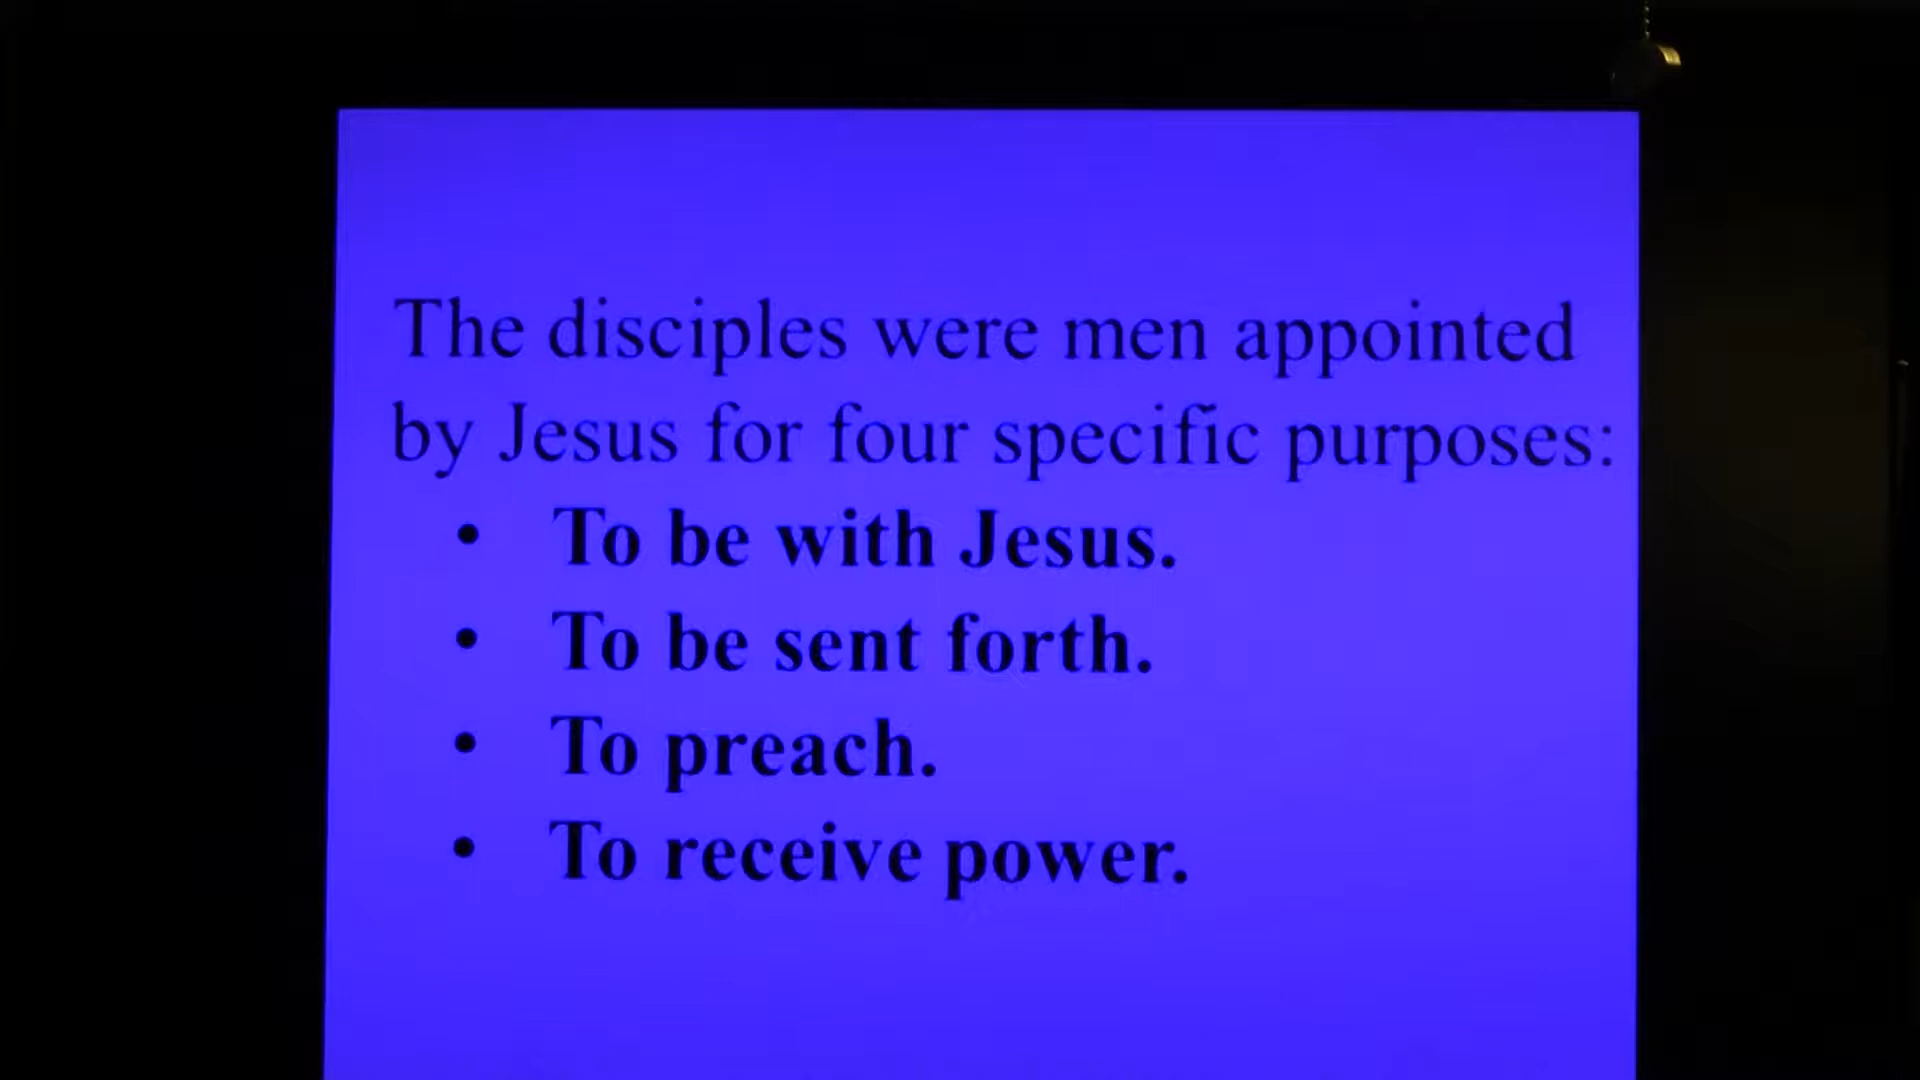 The disciples were men appointed
by Jesus for four specific purposes:
• To be with Jesus.
• To be sent forth.
• To preach.
• To receive power.